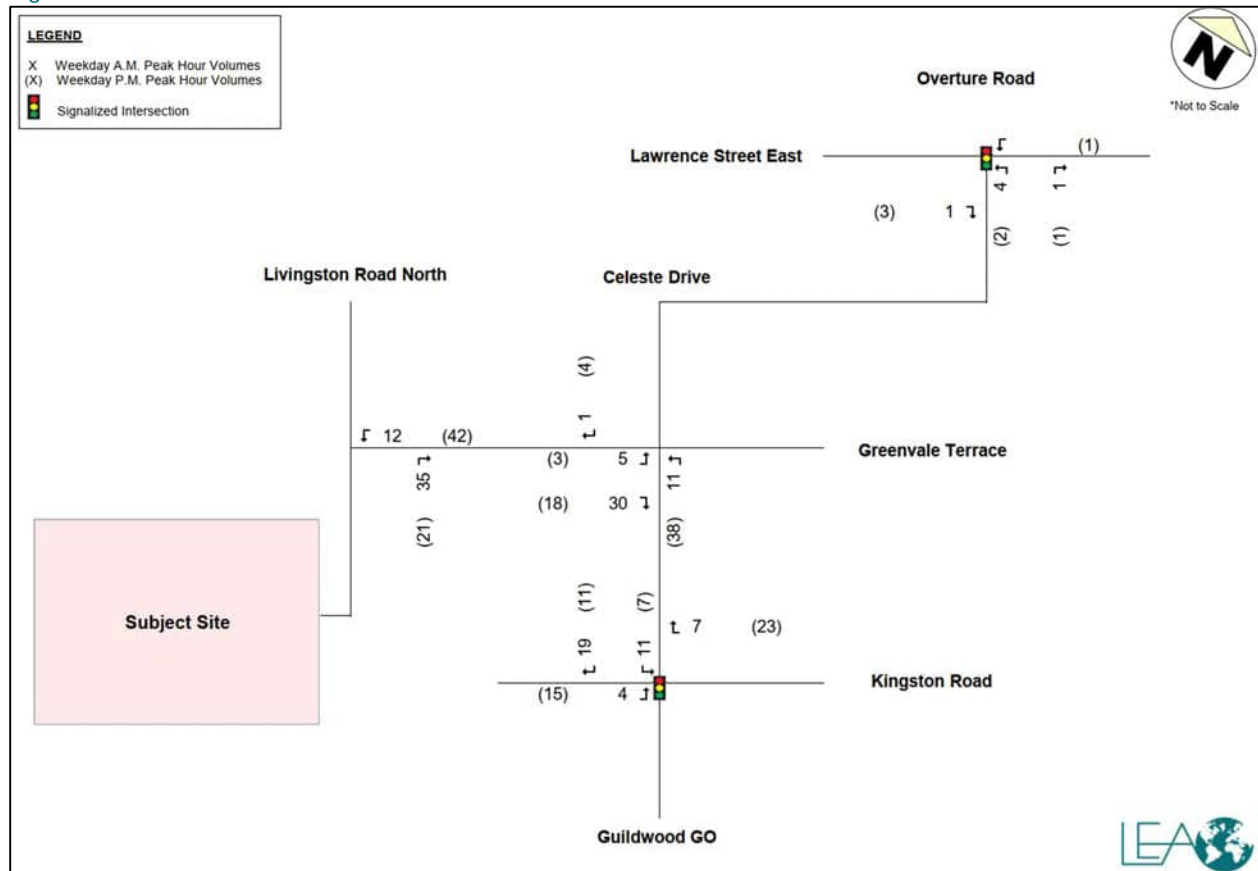 LEGEND
X Weekday A.M. Peak Hour Volumes
(X) Weekday P.M. Peak Hour Volumes
Signalized Intersection
N
*Not to Scale
Overture Road
Lawrence Street East
(1)
4
1
(3)
1
(2)
(1)
Livingston Road North
Celeste Drive
(4)
1
12
(42)
(3)
5
11
Greenvale Terrace
35
(18)
30
(21)
(38)
Subject Site
(11)
(7)
7
(23)
19
11
(15)
4
Kingston Road
Guildwood GO
LEA